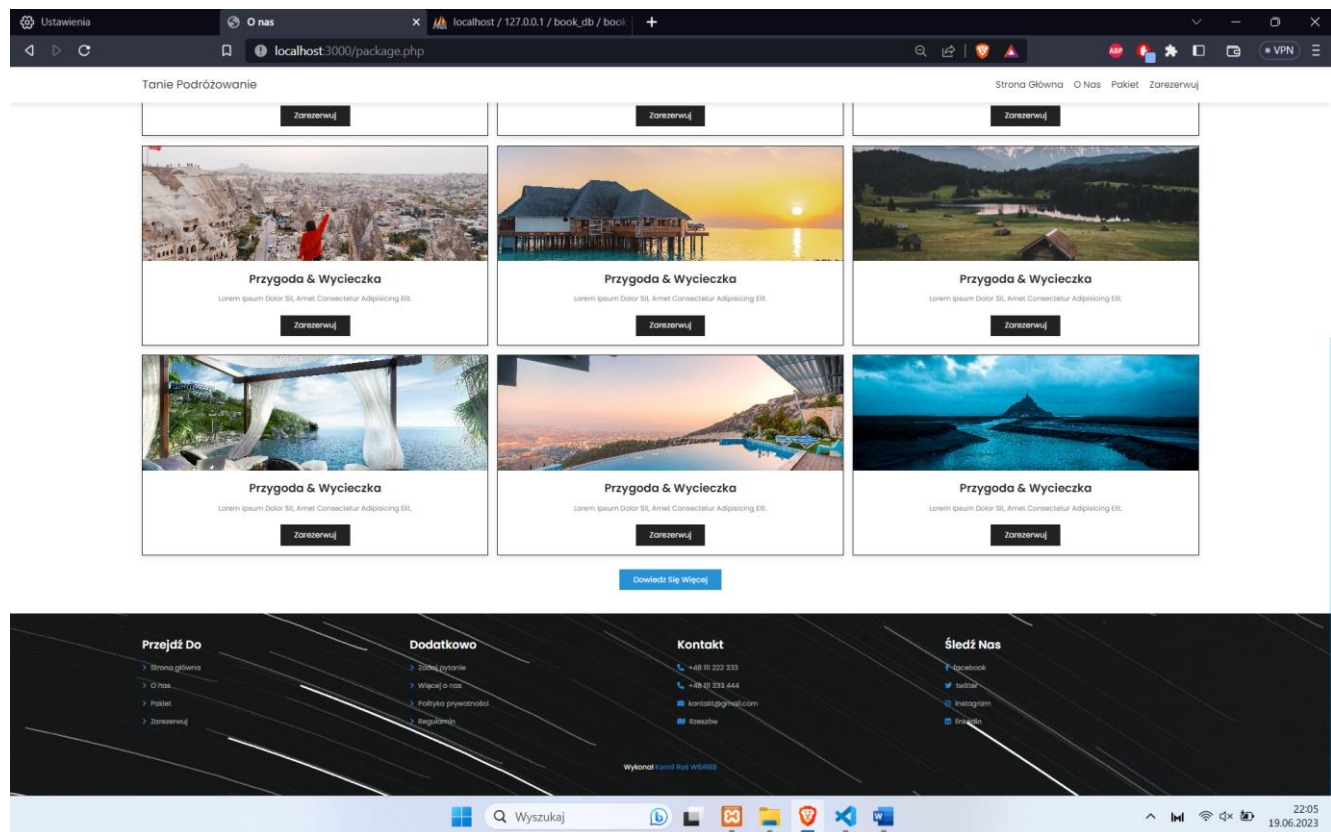 Ustawienia
O nas
localhost / 127.0.0.1 / book_db / book
localhost:3000/package.php
ABP
VPN
Tanie Podróżowanie
Strona Główna O Nas Pakiet Zarezerwuj
Zarezerwuj Zarezerwuj Zarezerwuj
Przygoda & Wycieczka Przygoda & Wycieczka Przygoda & Wycieczka
Lorem Ipsum Dolor Sit, Amet Consectetur Adipisicing Elit. Lorem Ipsum Dolor Sit, Amet Consectetur Adipisicing Elit. Lorem Ipsum Dolor Sit, Amet Consectetur Adipisicing Elit.
Zarezerwuj Zarezerwuj Zarezerwuj
Przygoda & Wycieczka Przygoda & Wycieczka Przygoda & Wycieczka
Lorem Ipsum Dolor Sit, Amet Consectetur Adipisicing Elit. Lorem Ipsum Dolor Sit, Amet Consectetur Adipisicing Elit. Lorem Ipsum Dolor Sit, Amet Consectetur Adipisicing Elit.
Zarezerwuj Zarezerwuj Zarezerwuj
Dowiedz Się Więcej
Przejdź Do
Strona główna
O nas
Pakiet
Zarezerwuj
Dodatkowo
Zadaj pytanie
Więcej o nas
Polityka prywatności
Regulamin
Kontakt
+48 111 222 333
+48 111 333 444
kontakt@gmail.com
Rzeszów
Śledź Nas
facebook
twitter
instagram
linkedin
Wykonał Kamil Raś
Wyszukaj
22:05
19.06.2023